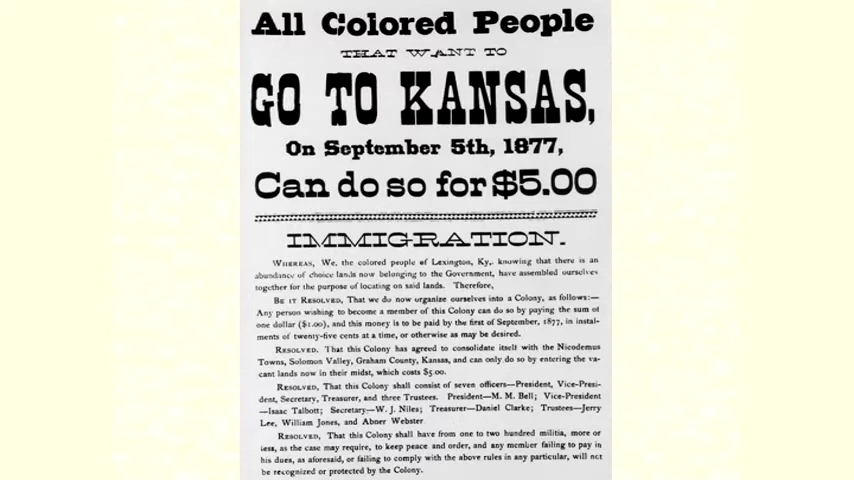 All Colored People
THAT WANT TO
GO TO KANSAS,
On September 5th, 1877,
Can do so for $5.00
IMMIGRATION.
WHEREAS, We, the colored people of Lexington, Ky,. knowing that there is an
abundance of choice lands now belonging to the Government, have assembled ourselves
together for the purpose of locating on said lands. Therefore,
BE IT RESOLVED, That we do now organize ourselves into a Colony, as follows:—
Any person wishing to become a member of this Colony can do so by paying the sum of
one dollar ($1.00), and this money is to be paid by the first of September, 1877, in instal-
ments of twenty-five cents at a time, or otherwise as may be desired.
RESOLVED. That this Colony has agreed to consolidate itself with the Nicodemus
Towns, Solomon Valley, Graham County, Kansas, and can only do so by entering the va-
cant lands now in their midst, which costs $5.00.
RESOLVED, That this Colony shall consist of seven officers—President, Vice-Presi-
dent, Secretary, Treasurer, and three Trustees. President—M. M. Bell; Vice-President
—Isaac Talbott; Secretary—W. J. Niles; Treasurer—Daniel Clarke; Trustees—Jerry
Lee, William Jones, and Abner Webster
RESOLVED, That this Colony shall have from one to two hundred militia, more or
less, as the case may require, to keep peace and order, and any member failing to pay in
his dues, as aforesaid, or failing to comply with the above rules in any particular, will not
be recognized or protected by the Colony.